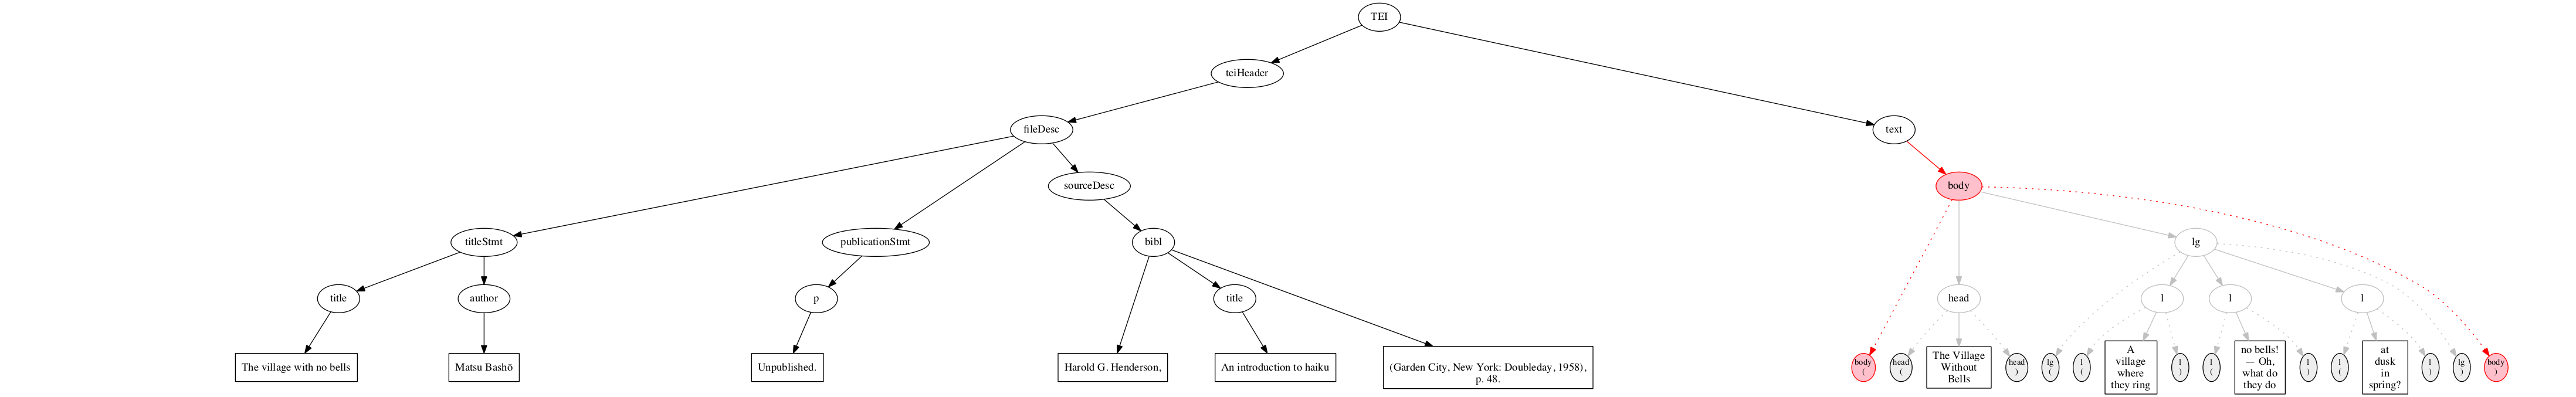 TEI
teiHeader
fileDesc
text
sourceDesc
body
titleStmt
publicationStmt
bibl
lg
title
author
p
title
head
l
l
l
The village with no bells
Matsu Bashō
Unpublished.
Harold G. Henderson,
An introduction to haiku
(Garden City, New York: Doubleday, 1958),
p. 48.
body
(
head
(
The Village
Without
Bells
head
)
lg
(
l
(
A
village
where
they ring
l
)
l
(
no bells!
— Oh,
what do
they do
l
)
l
(
at
dusk
in
spring?
l
)
lg
)
body
)